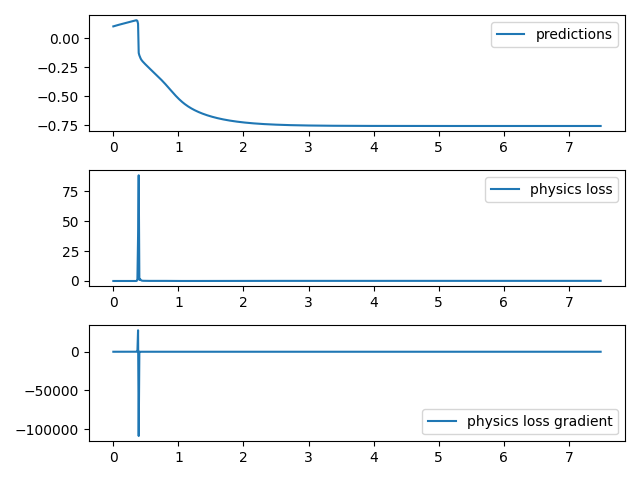 predictions
0.00
−0.25
−0.50
−0.75
0 1 2 3 4 5 6 7
physics loss
75
50
25
0
0 1 2 3 4 5 6 7
0
−50000
−100000
physics loss gradient
0 1 2 3 4 5 6 7